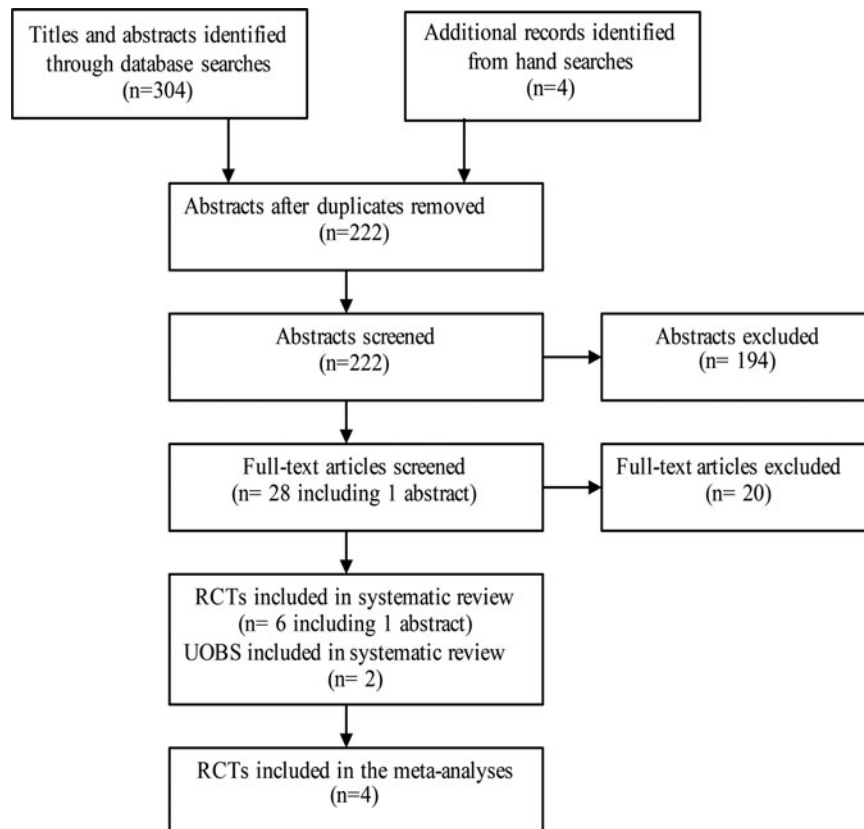 Titles and abstracts identified
through database searches
(n=304)
Additional records identified
from hand searches
(n=4)
Abstracts after duplicates removed
(n=222)
Abstracts screened
(n=222)
Abstracts excluded
(n= 194)
Full-text articles screened
(n= 28 including 1 abstract)
Full-text articles excluded
(n= 20)
RCTs included in systematic review
(n= 6 including 1 abstract)
UOBS included in systematic review
(n= 2)
RCTs included in the meta-analyses
(n=4)